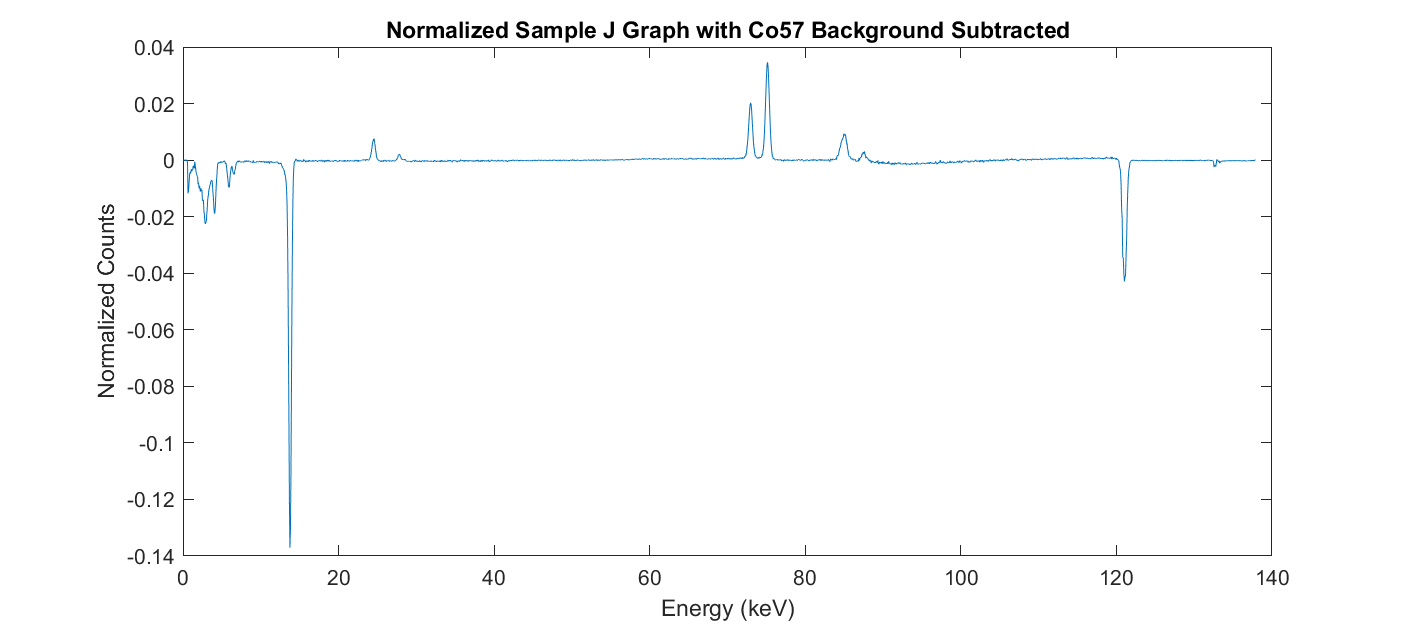 Normalized Sample J Graph with Co57 Background Subtracted
0.04
0.02
0
-0.02
-0.04
-0.06
-0.08
-0.1
-0.12
-0.14
Normalized Counts
0 20 40 60 80 100 120 140
Energy (keV)